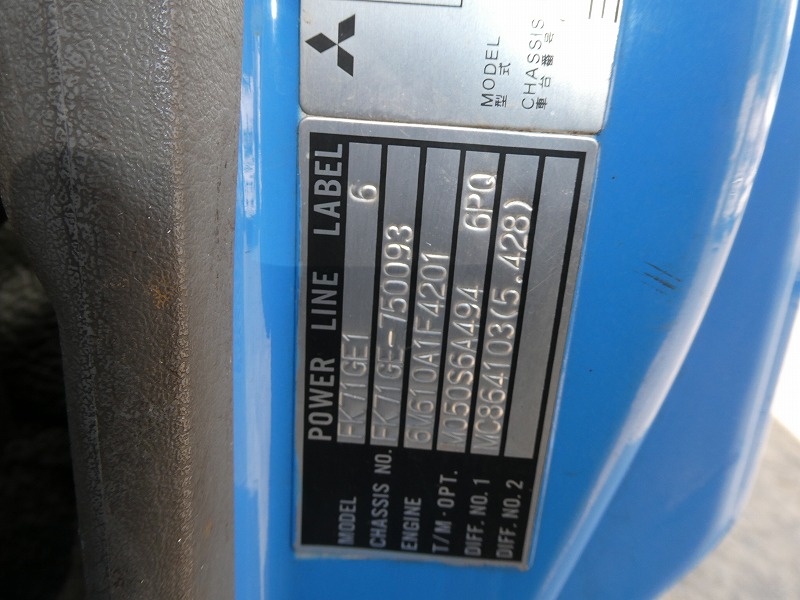 MODEL
型式
CHASSIS
車台番号
POWER LINE LABEL
MODEL FK71GE1 6
CHASSIS NO. FK71GE-750093
ENGINE 6M610A1F4201
T/M·OPT. M050S6A494 6PQ
DIFF. NO. 1 MC864103(5.428)
DIFF. NO. 2